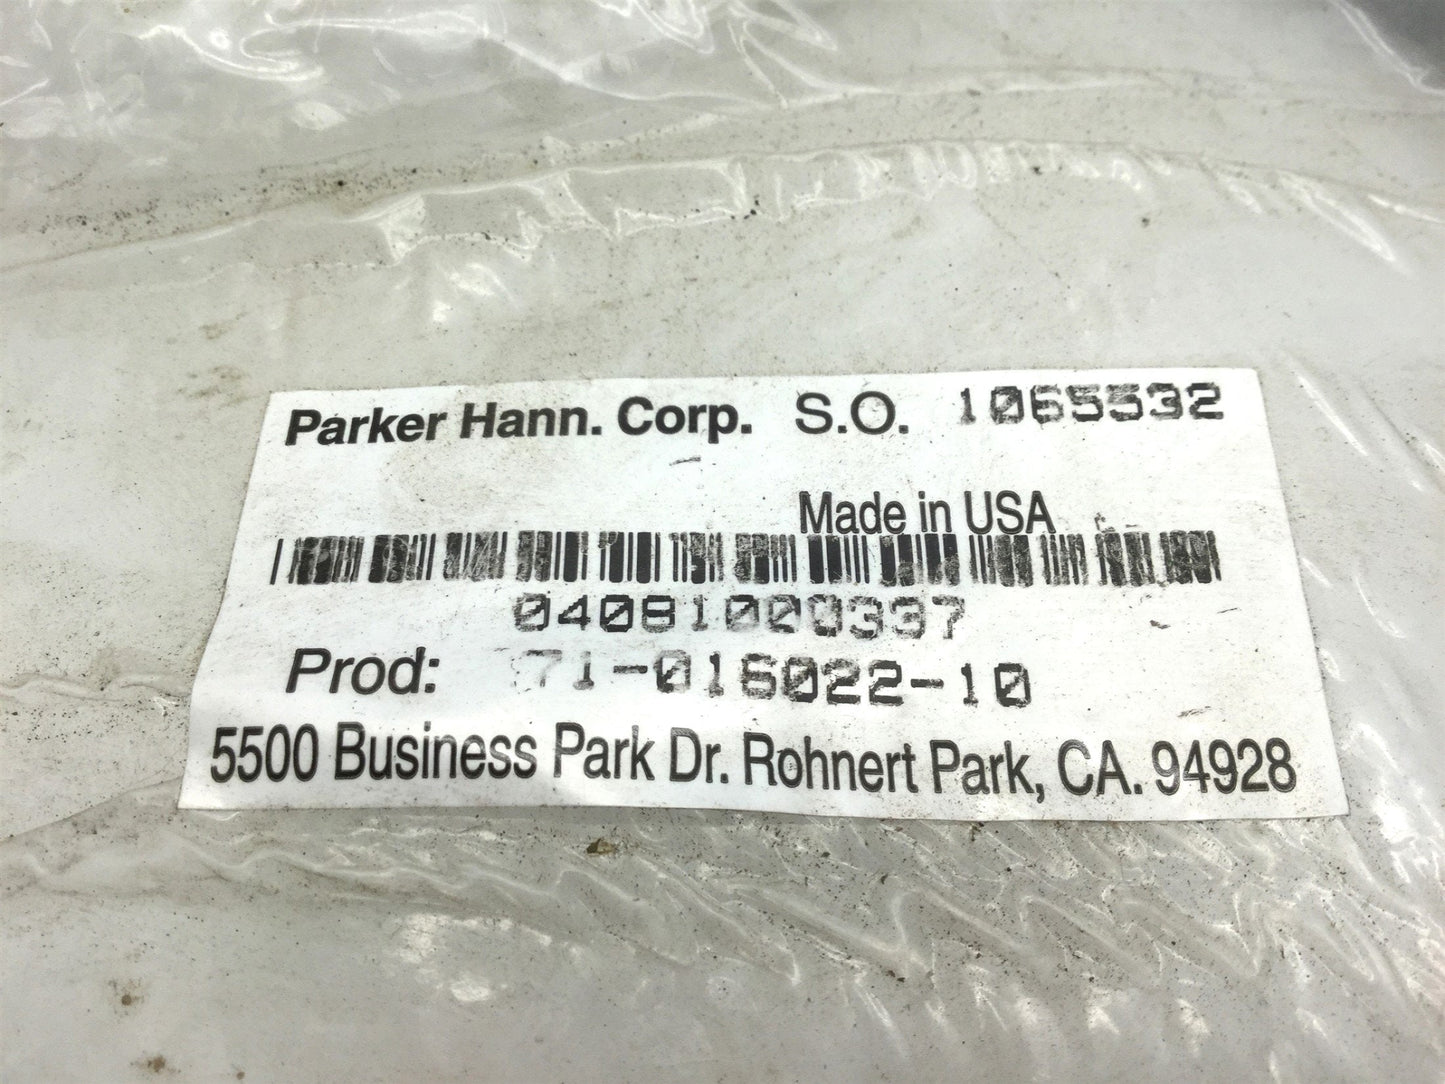 Parker Hann. Corp. S.O. 1065532
Made in USA
04081000337
Prod: 71-016022-10
5500 Business Park Dr. Rohnert Park, CA. 94928